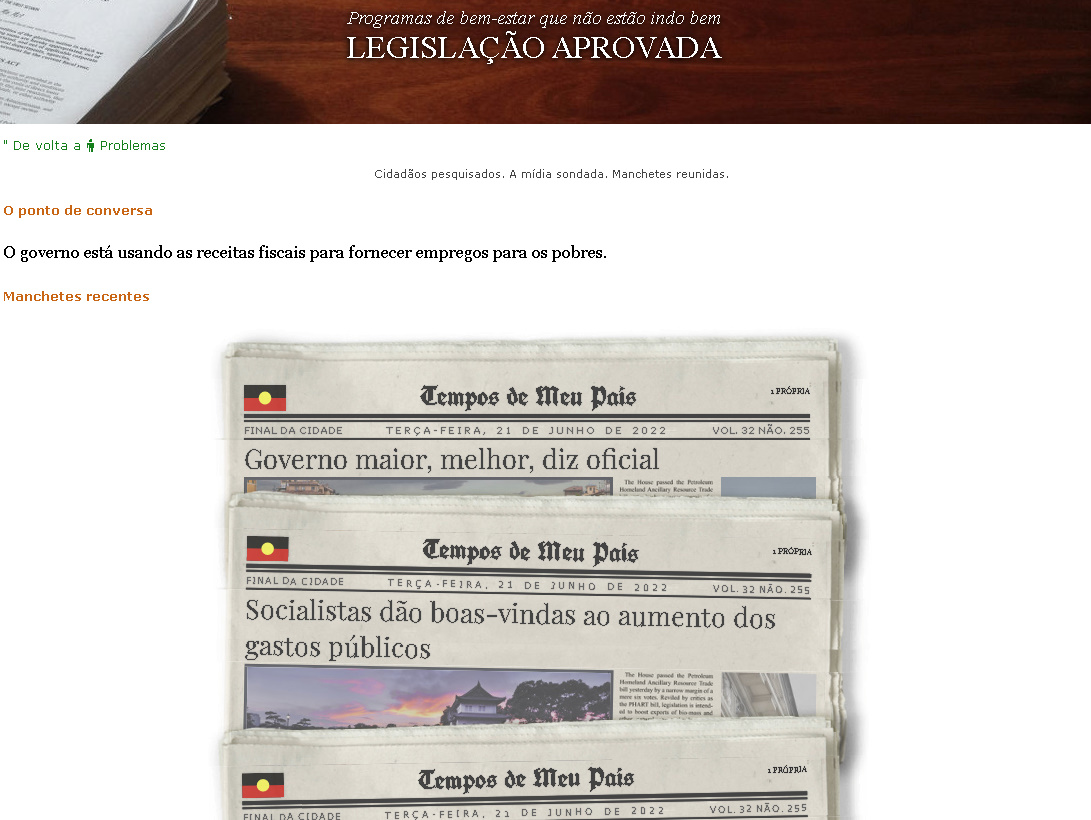 Programas de bem-estar que não estão indo bem
LEGISLAÇÃO APROVADA
" De volta a Problemas
Cidadãos pesquisados. A mídia sondada. Manchetes reunidas.
O ponto de conversa
O governo está usando as receitas fiscais para fornecer empregos para os pobres.
Manchetes recentes
Tempos de Meu País
1 PRÓPRIA
FINAL DA CIDADE TERÇA-FEIRA, 21 DE JUNHO DE 2022 VOL. 32 NÃO. 255
Governo maior, melhor, diz oficial
The House passed the Petroleum
Homeland Ancillary Resource Trade
Tempos de Meu País
1 PRÓPRIA
FINAL DA CIDADE TERÇA-FEIRA, 21 DE JUNHO DE 2022 VOL. 32 NÃO. 255
Socialistas dão boas-vindas ao aumento dos
gastos públicos
The House passed the Petroleum
Homeland Ancillary Resource Trade
bill yesterday by a narrow margin of a
mere six votes. Reviled by critics as
the PHART bill, legislation is intend-
ed to boost exports of bio-mass and
Tempos de Meu País
1 PRÓPRIA
FINAL DA CIDADE TERÇA-FEIRA, 21 DE JUNHO DE 2022 VOL. 32 NÃO. 255